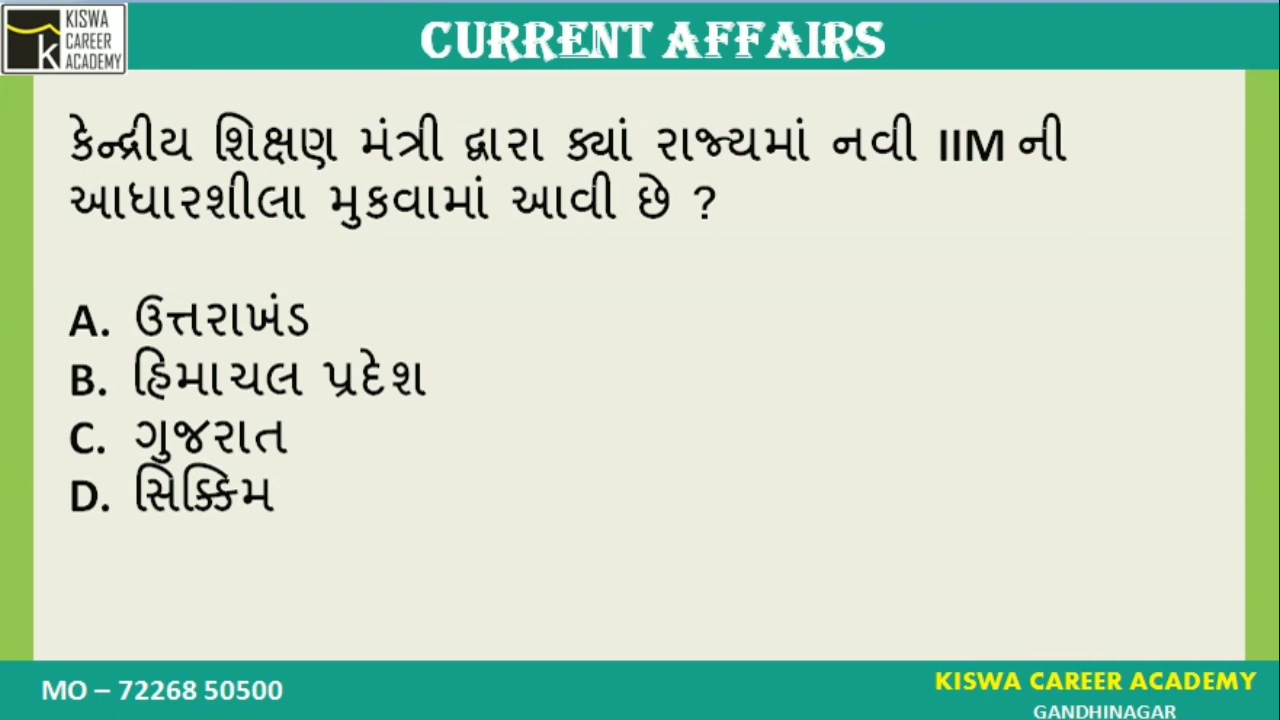 KISWA
CAREER
ACADEMY
CURRENT AFFAIRS
કેન્દ્રીય શિક્ષણ મંત્રી દ્વારા ક્યાં રાજ્યમાં નવી IIM ની
આધારશીલા મુકવામાં આવી છે ?
A. ઉત્તરાખંડ
B. હિમાચલ પ્રદેશ
C. ગુજરાત
D. સિક્કિમ
MO – 72268 50500
KISWA CAREER ACADEMY
GANDHINAGAR